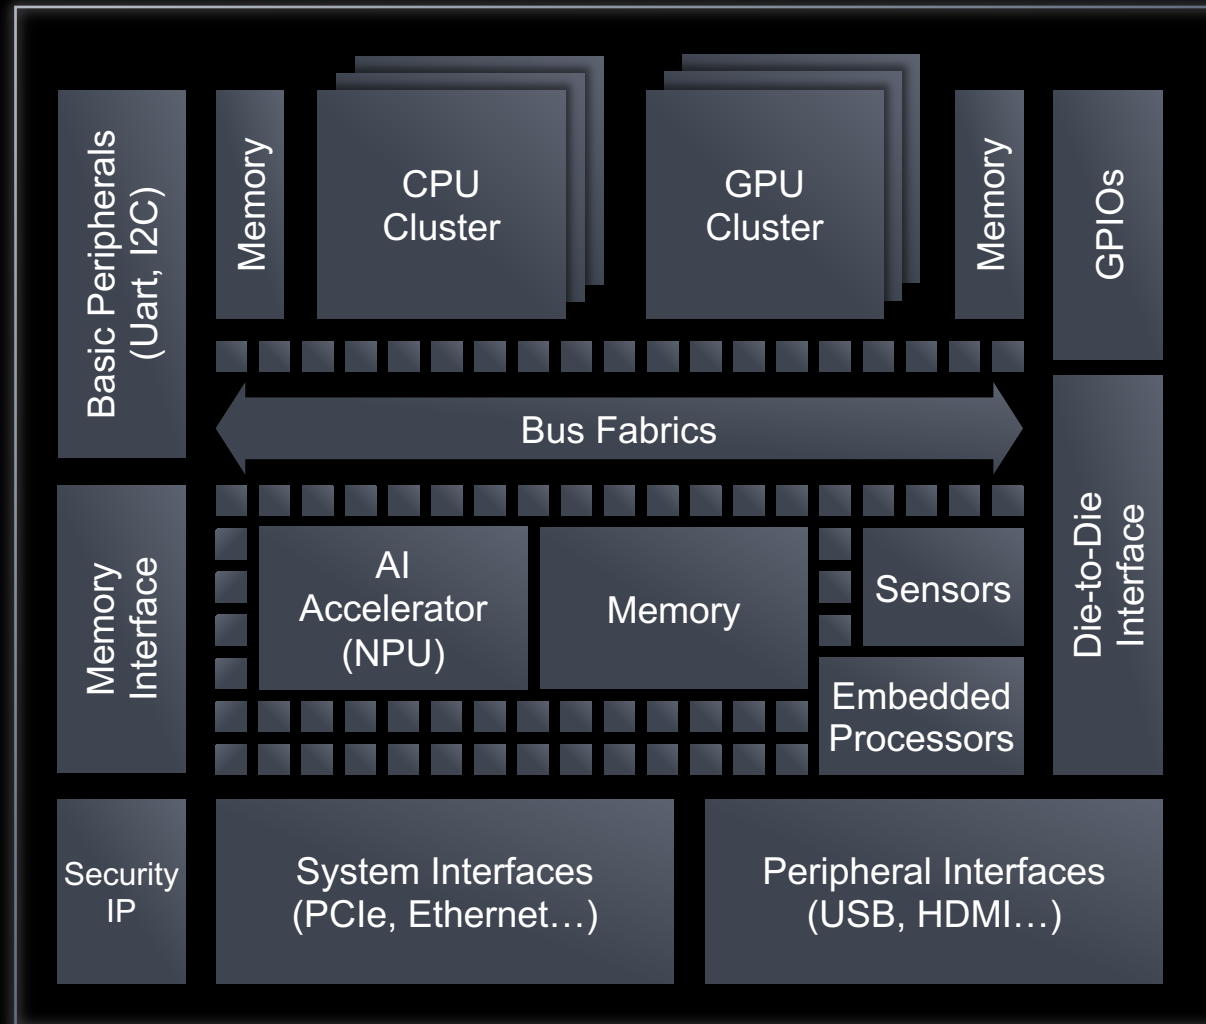 Basic Peripherals
(Uart, I2C)
Memory
CPU
Cluster
GPU
Cluster
Memory
GPIOs
Bus Fabrics
Memory
Interface
AI
Accelerator
(NPU)
Memory
Sensors
Embedded
Processors
Die-to-Die
Interface
Security
IP
System Interfaces
(PCIe, Ethernet…)
Peripheral Interfaces
(USB, HDMI…)